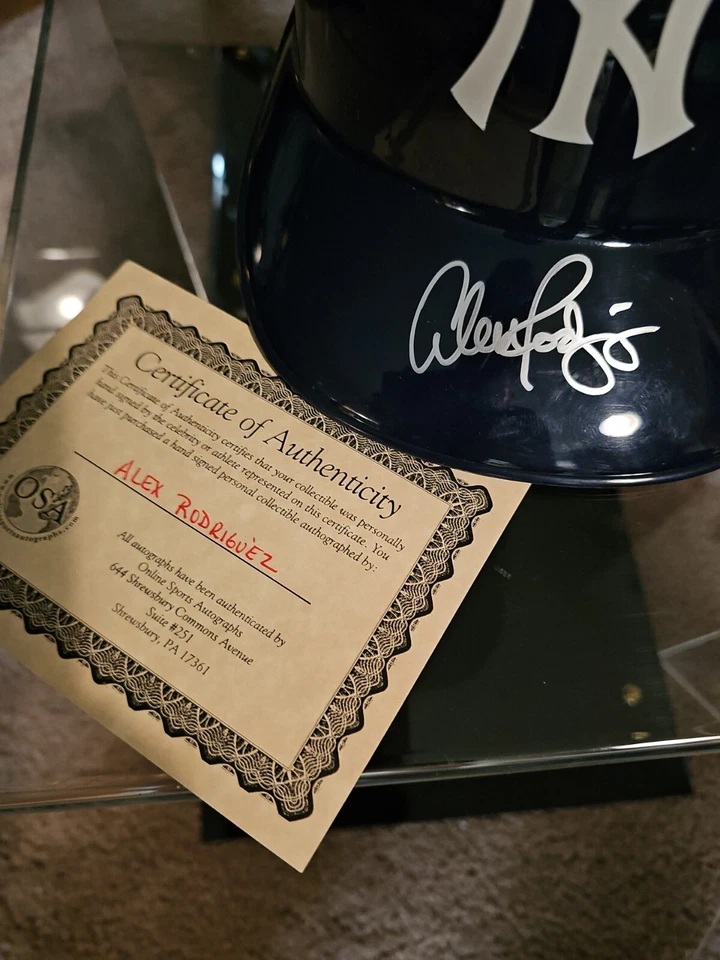 NY
Alex Rodriguez
Certificate of Authenticity
This Certificate of Authenticity certifies that your collectible was personally
hand signed by the celebrity or athlete represented on this certificate. You
have just purchased a hand signed personal collectible authographed by:
ALEX RODRIGUEZ
OSA
All autographs have been authenticated by
Online Sports Autographs
644 Shrewsbury Commons Avenue
Suite #251
Shrewsbury, PA 17361